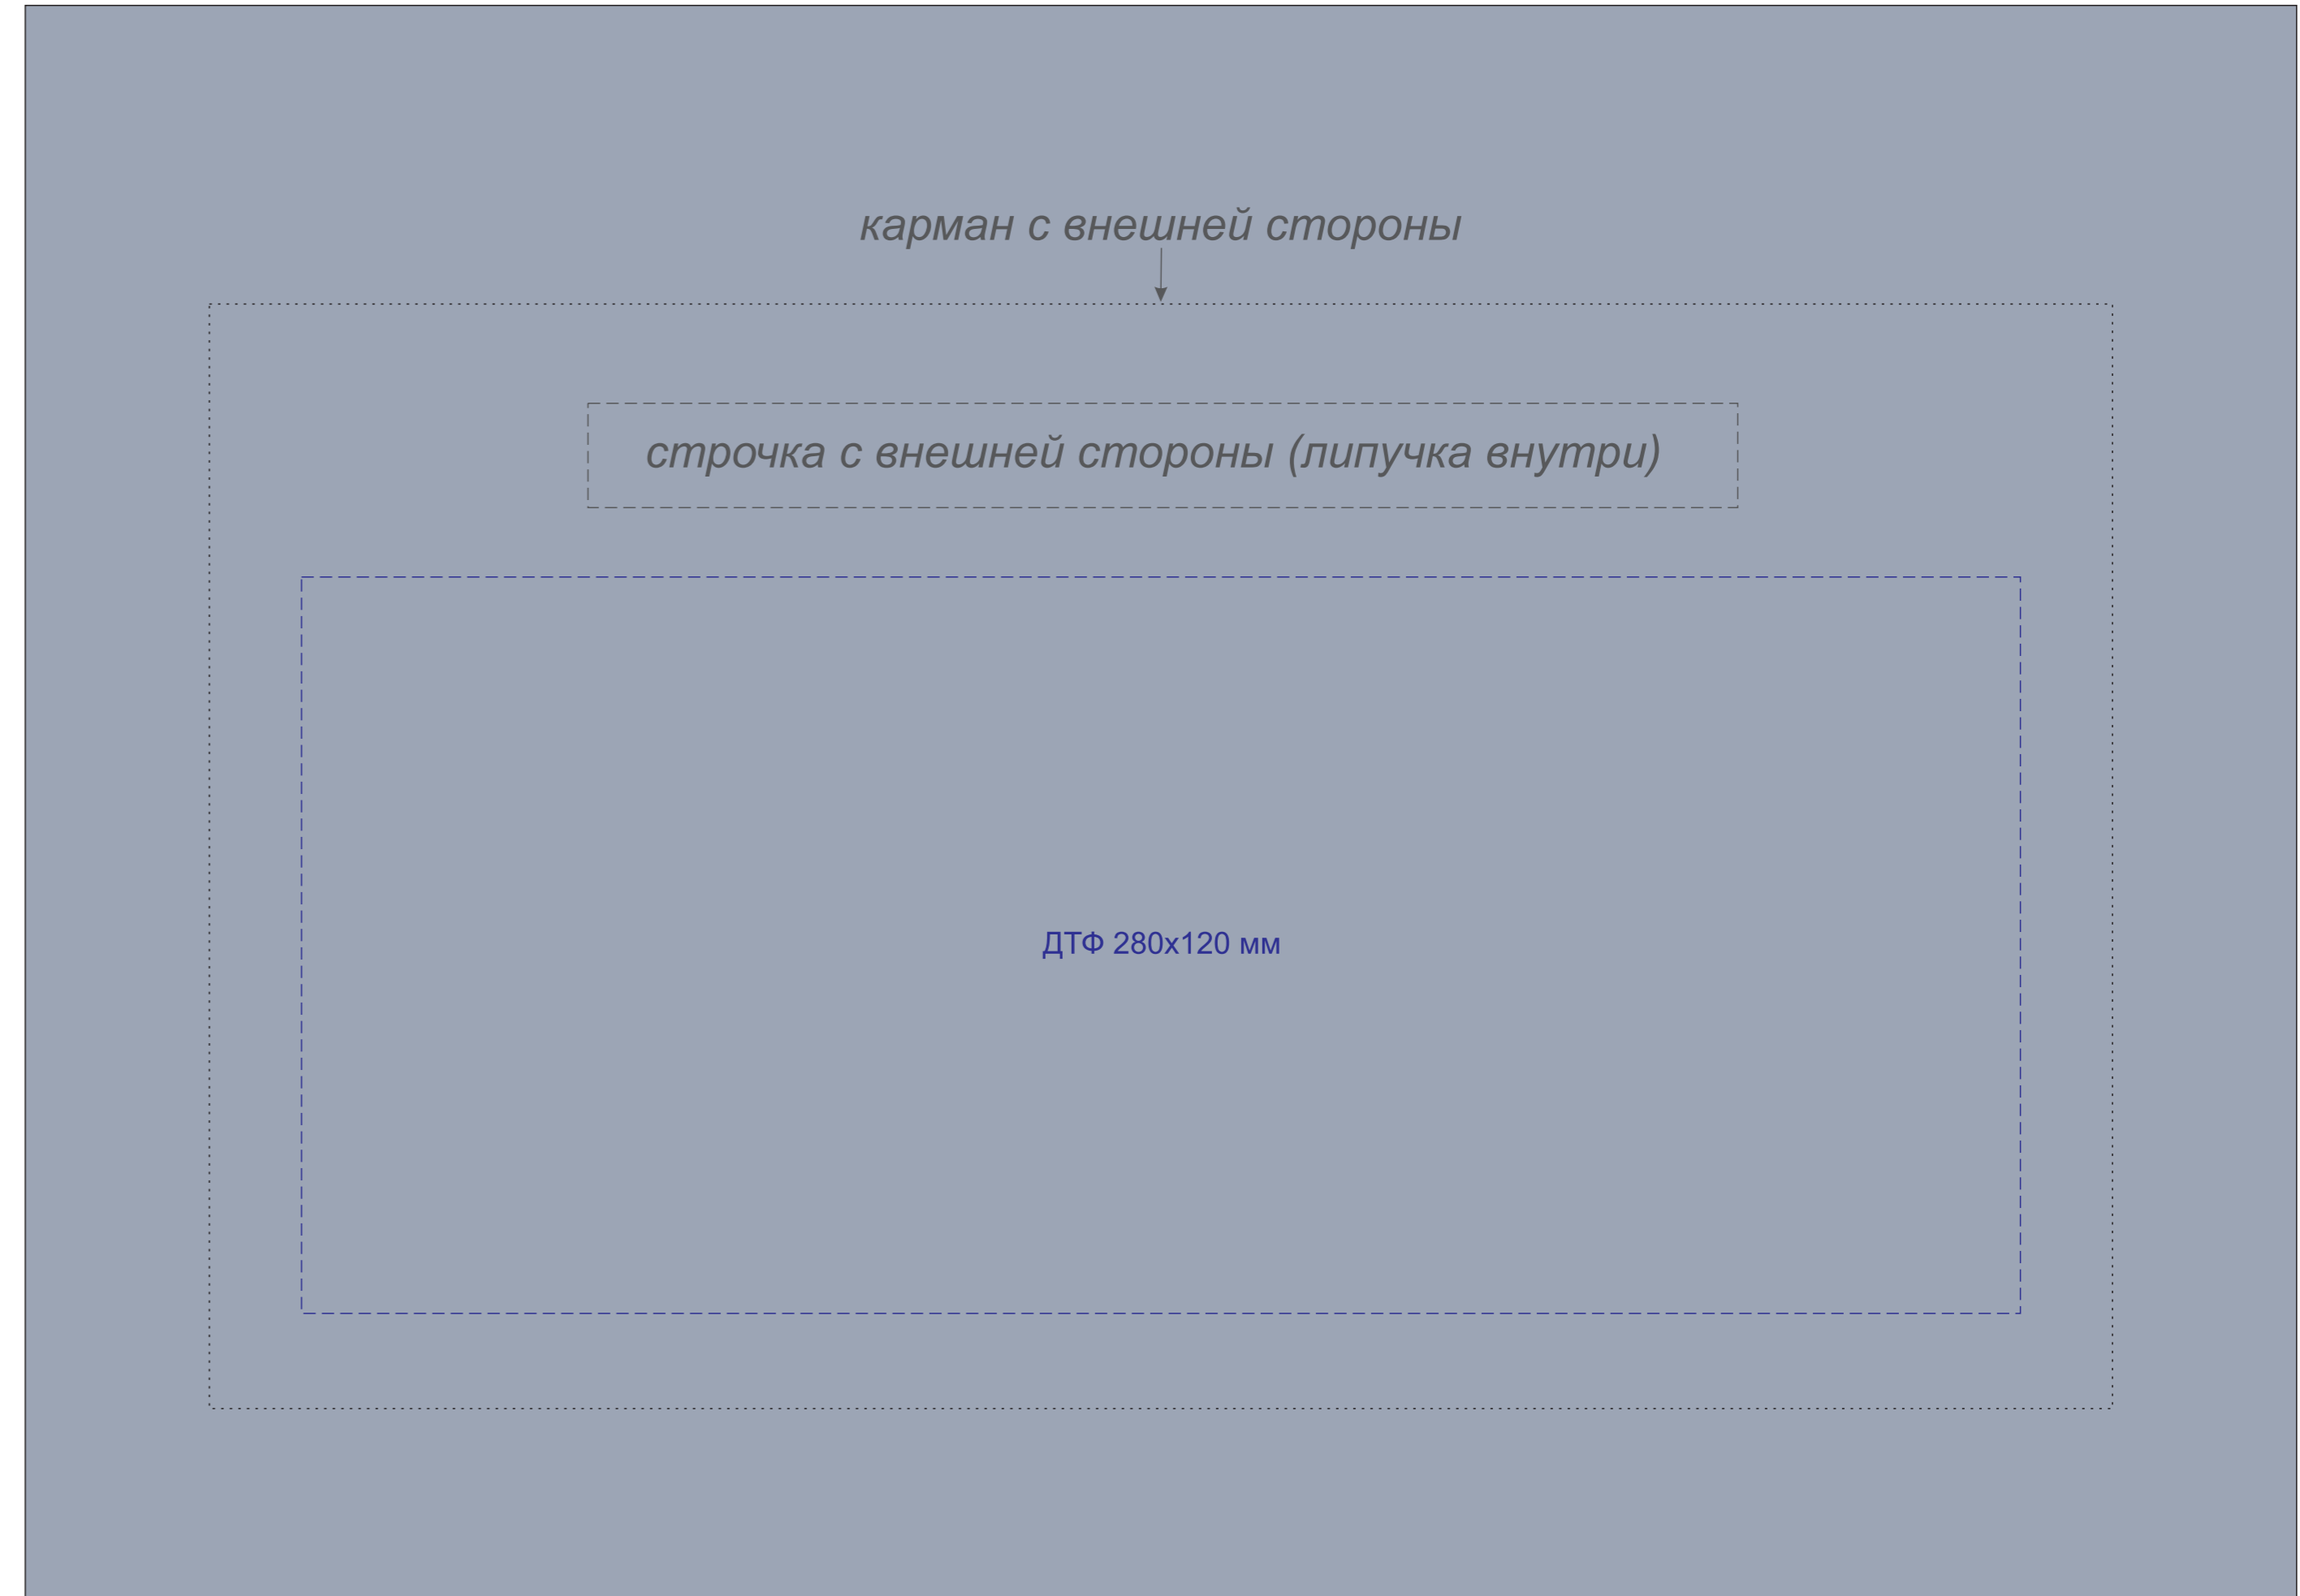 карман с внешней стороны
строчка с внешней стороны (липучка внутри)
ДТФ 280х120 мм